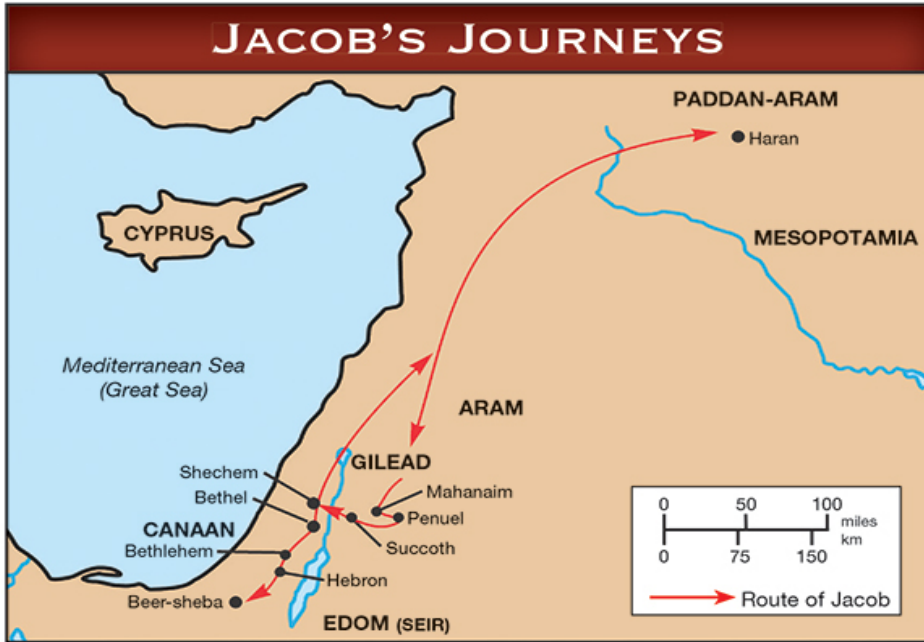 JACOB'S JOURNEYS
PADDAN-ARAM
Haran
CYPRUS
MESOPOTAMIA
Mediterranean Sea
(Great Sea)
ARAM
GILEAD
Shechem
Mahanaim
Bethel
Penuel
CANAAN
Succoth
Bethlehem
Hebron
Beer-sheba
EDOM (SEIR)
0 50 100
miles
km
0 75 150
Route of Jacob